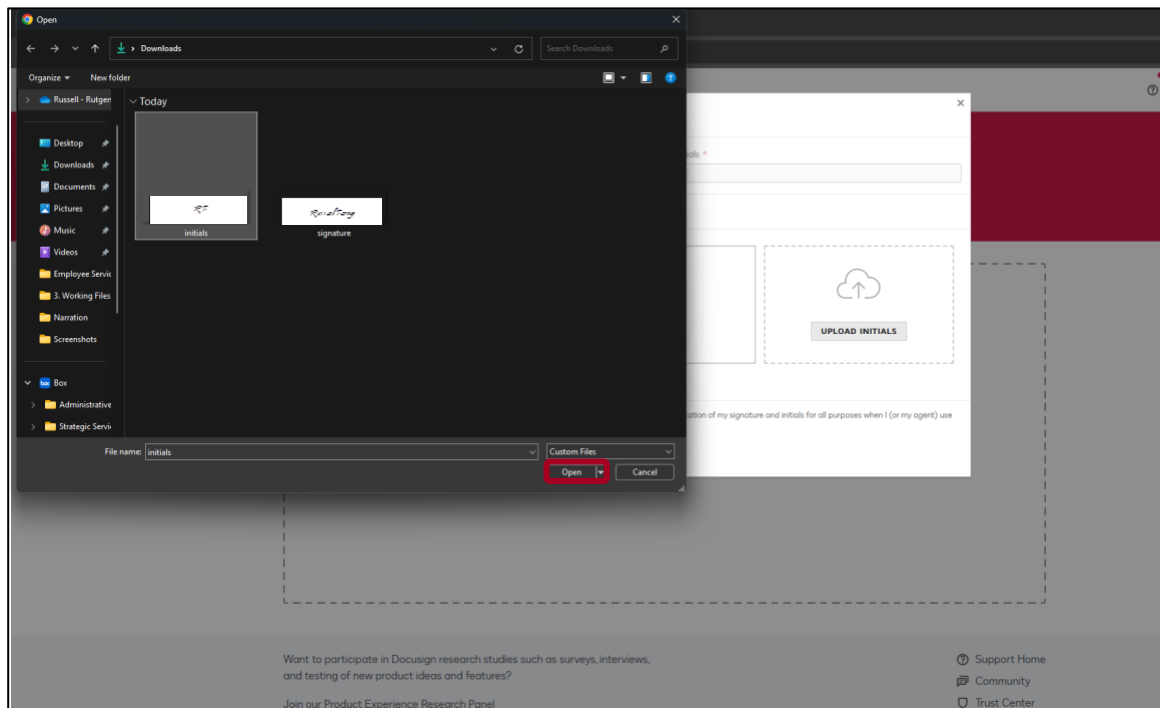 Open
Downloads
Search Downloads
Organize
New folder
Russell - Rutger
Desktop
Downloads
Documents
Pictures
Music
Videos
Employee Servic
3. Working Files
Narration
Screenshots
box Box
Administrative
Strategic Servi
Today
RF
initials
signature
File name: initials
Custom Files
Open
Cancel
ials *
UPLOAD INITIALS
ation of my signature and initials for all purposes when I (or my agent) use
Want to participate in Docusign research studies such as surveys, interviews,
and testing of new product ideas and features?
Join our Product Experience Research Panel
Support Home
Community
Trust Center